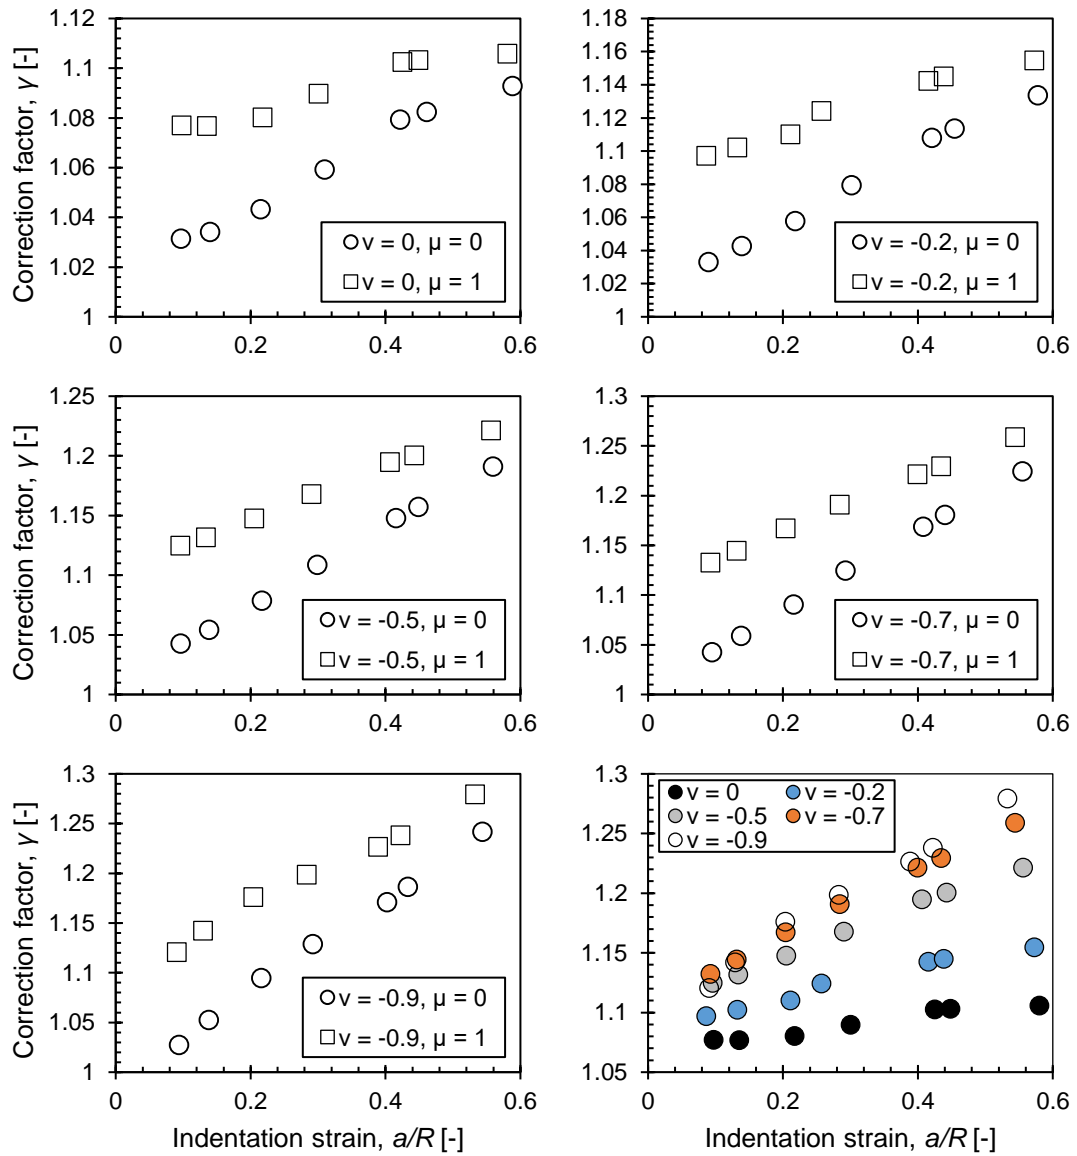 Correction factor, γ [-]
1.12
1.1
1.08
1.06
1.04
1.02
1
0 0.2 0.4 0.6
ν = 0, μ = 0
ν = 0, μ = 1
1.18
1.16
1.14
1.12
1.1
1.08
1.06
1.04
1.02
1
0 0.2 0.4 0.6
ν = -0.2, μ = 0
ν = -0.2, μ = 1
Correction factor, γ [-]
1.25
1.2
1.15
1.1
1.05
1
0 0.2 0.4 0.6
ν = -0.5, μ = 0
ν = -0.5, μ = 1
1.3
1.25
1.2
1.15
1.1
1.05
1
0 0.2 0.4 0.6
ν = -0.7, μ = 0
ν = -0.7, μ = 1
Correction factor, γ [-]
1.3
1.25
1.2
1.15
1.1
1.05
1
0 0.2 0.4 0.6
ν = -0.9, μ = 0
ν = -0.9, μ = 1
Indentation strain, a/R [-]
1.3
1.25
1.2
1.15
1.1
1.05
0 0.2 0.4 0.6
ν = 0 ν = -0.2
ν = -0.5 ν = -0.7
ν = -0.9
Indentation strain, a/R [-]